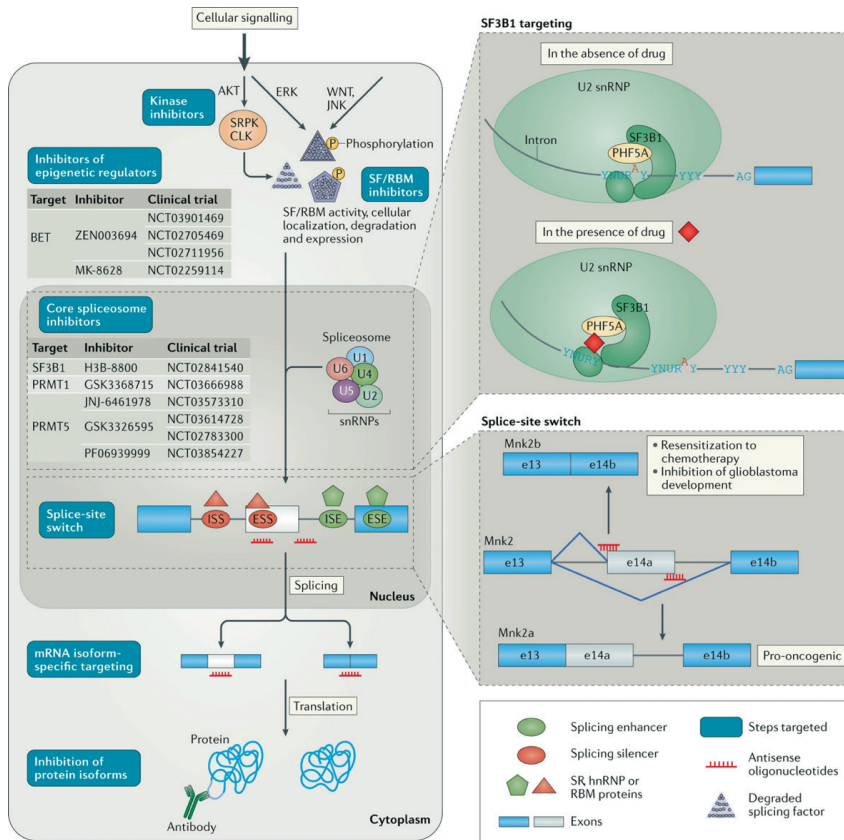 Cellular signalling
AKT
ERK
WNT,
JNK
Kinase
inhibitors
SRPK
CLK
P
Phosphorylation
P
Inhibitors of
epigenetic regulators
SF/RBM
inhibitors
Target Inhibitor Clinical trial
BET ZEN003694 NCT03901469
NCT02705469
NCT02711956
MK-8628 NCT02259114
SF/RBM activity, cellular
localization, degradation
and expression
Core spliceosome
inhibitors
Target Inhibitor Clinical trial
SF3B1 H3B-8800 NCT02841540
PRMT1 GSK3368715 NCT03666988
PRMT5 JNJ-6461978 NCT03573310
GSK3326595 NCT03614728
NCT02783300
PF06939999 NCT03854227
Spliceosome
U1
U6
U4
U5
U2
snRNPs
Splice-site
switch
ISS
ESS
ISE
ESE
Splicing
Nucleus
mRNA isoform-
specific targeting
Translation
Inhibition of
protein isoforms
Protein
Antibody
Cytoplasm
SF3B1 targeting
In the absence of drug
U2 snRNP
SF3B1
PHF5A
Intron
YNURAY YYY AG
In the presence of drug
U2 snRNP
SF3B1
PHF5A
YNURY
YNURAY YYY AG
Splice-site switch
Mnk2b
e13 e14b
• Resensitization to
chemotherapy
• Inhibition of glioblastoma
development
Mnk2
e13 e14a e14b
Mnk2a
e13 e14a e14b
Pro-oncogenic
Splicing enhancer
Splicing silencer
SR, hnRNP or
RBM proteins
Exons
Steps targeted
Antisense
oligonucleotides
Degraded
splicing factor